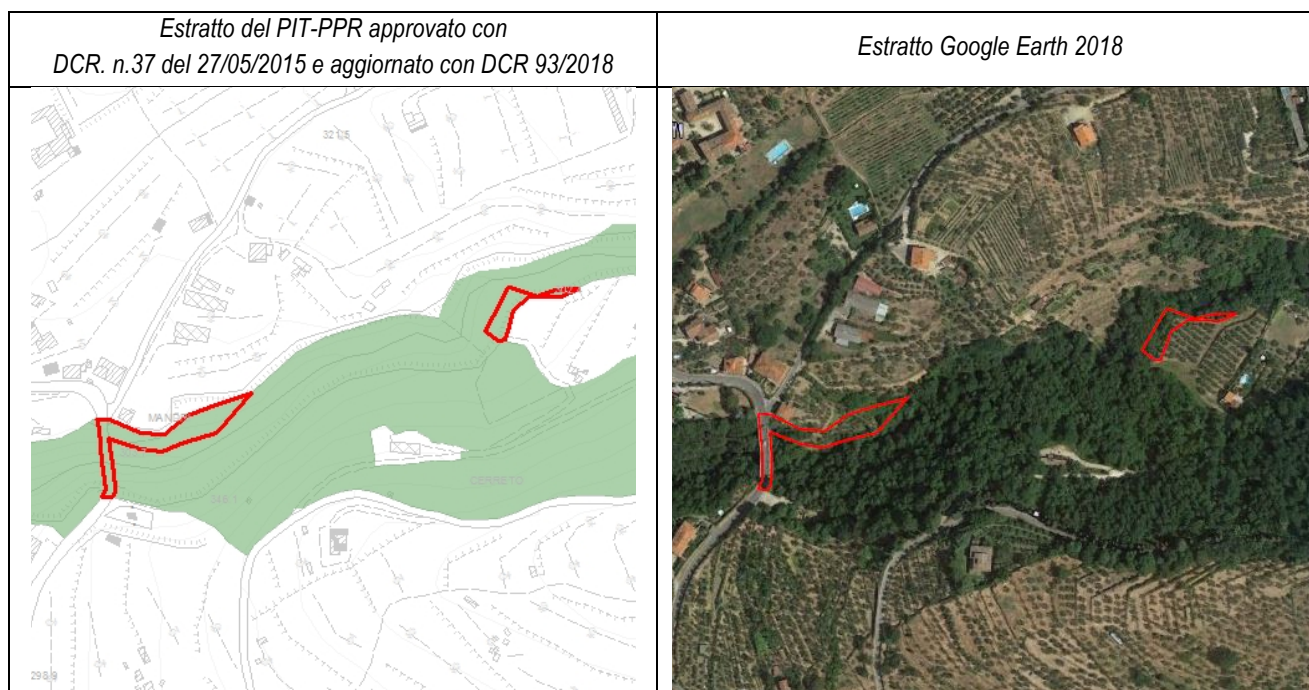 Estratto del PIT-PPR approvato con
DCR. n.37 del 27/05/2015 e aggiornato con DCR 93/2018
Estratto Google Earth 2018
CERRETO